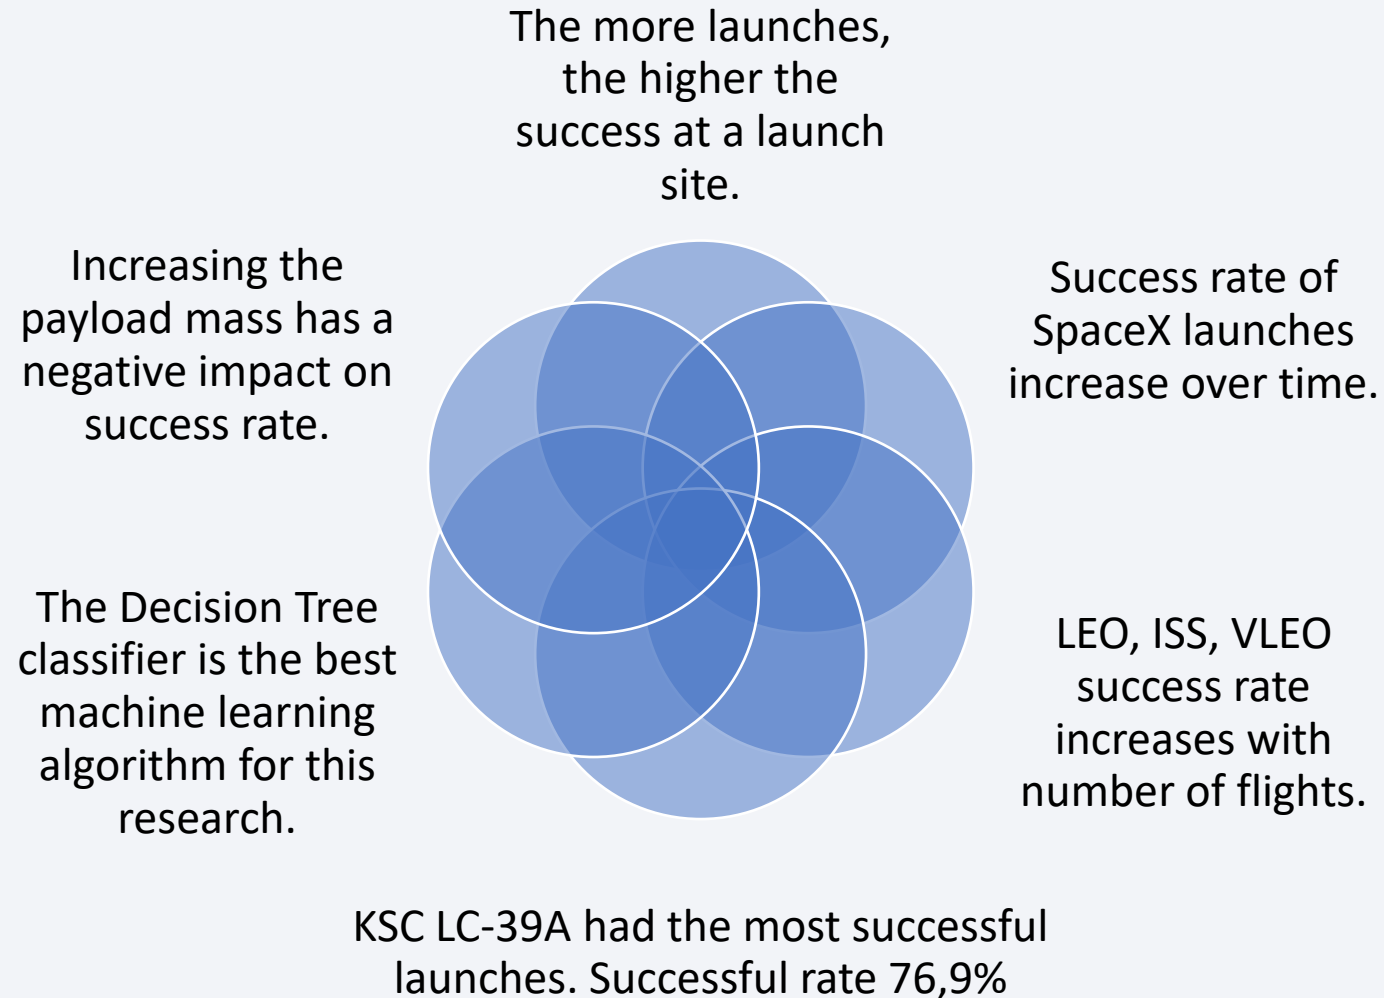 The more launches,
the higher the
success at a launch
site.
Success rate of
SpaceX launches
increase over time.
LEO, ISS, VLEO
success rate
increases with
number of flights.
KSC LC-39A had the most successful
launches. Successful rate 76,9%
The Decision Tree
classifier is the best
machine learning
algorithm for this
research.
Increasing the
payload mass has a
negative impact on
success rate.